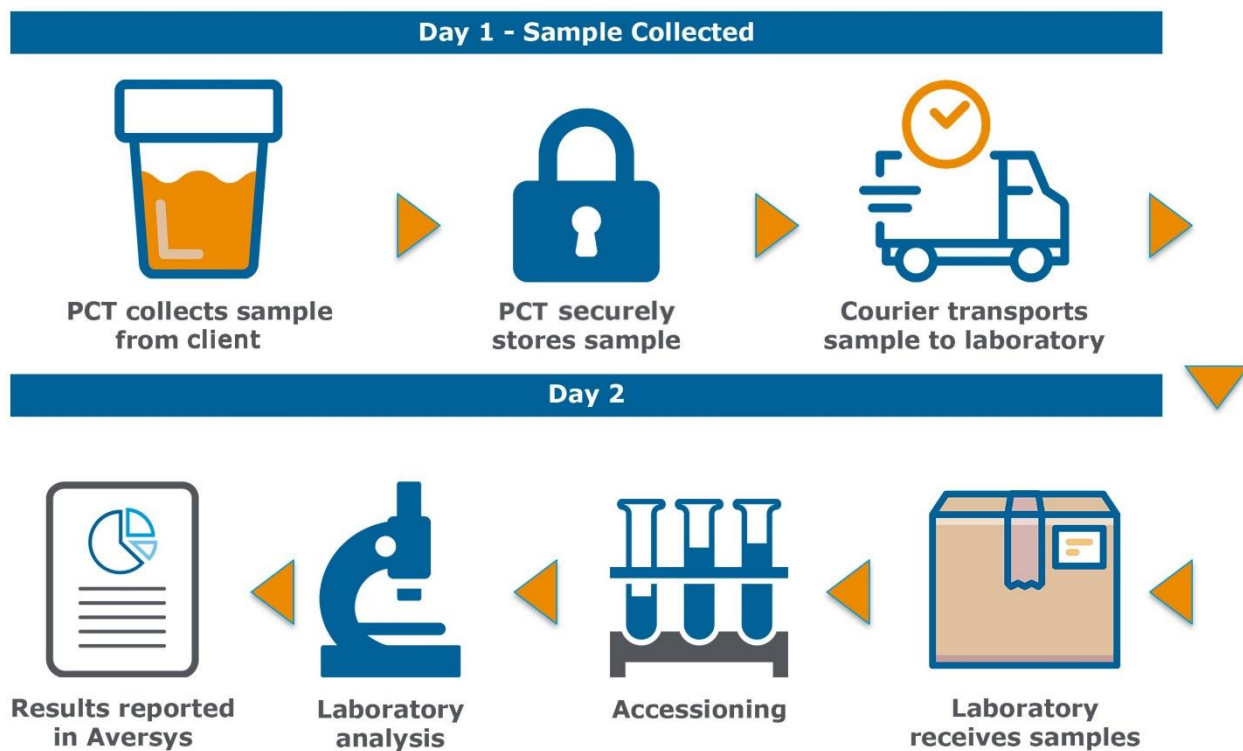 Day 1 - Sample Collected
PCT collects sample
from client
PCT securely
stores sample
Courier transports
sample to laboratory
Day 2
Laboratory
receives samples
Accessioning
Laboratory
analysis
Results reported
in Aversys